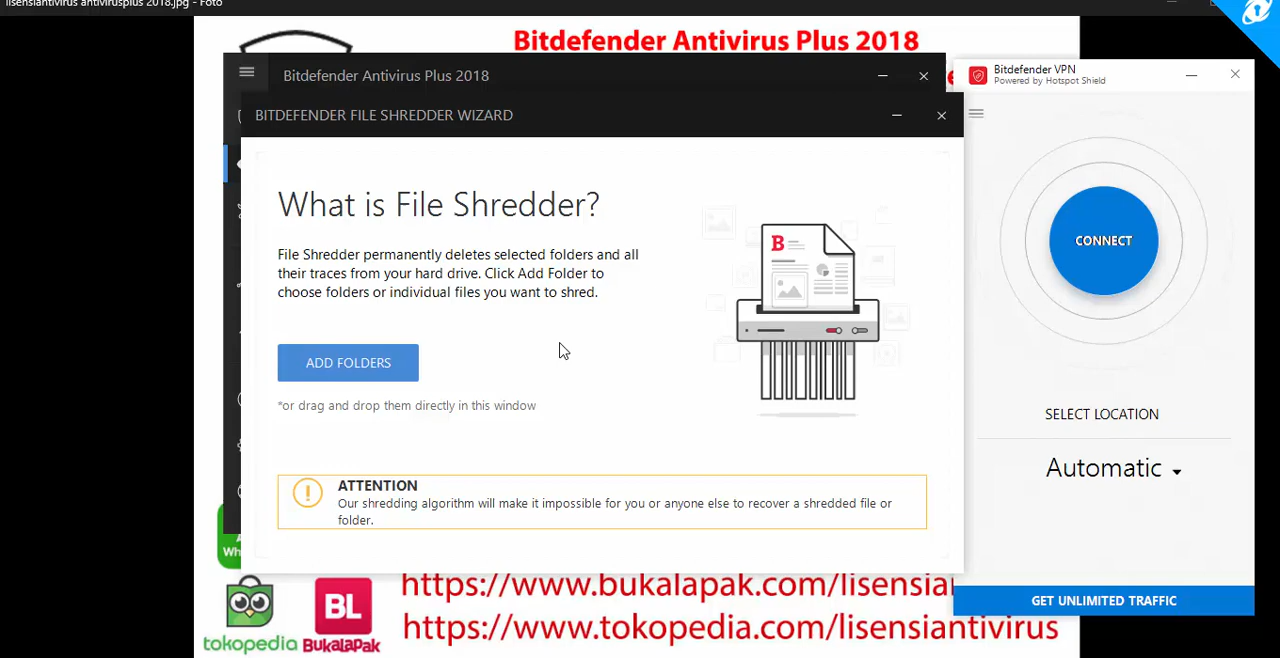 lisensiantivirus antivirusplus 2018.jpg - Foto
Bitdefender Antivirus Plus 2018
Bitdefender Antivirus Plus 2018
Bitdefender VPN
Powered by Hotspot Shield
BITDEFENDER FILE SHREDDER WIZARD
What is File Shredder?
File Shredder permanently deletes selected folders and all
their traces from your hard drive. Click Add Folder to
choose folders or individual files you want to shred.
ADD FOLDERS
*or drag and drop them directly in this window
B
ATTENTION
Our shredding algorithm will make it impossible for you or anyone else to recover a shredded file or
folder.
CONNECT
SELECT LOCATION
Automatic
GET UNLIMITED TRAFFIC
https://www.bukalapak.com/lisensia
https://www.tokopedia.com/lisensiantivirus
tokopedia
BL
BUKALAPAK